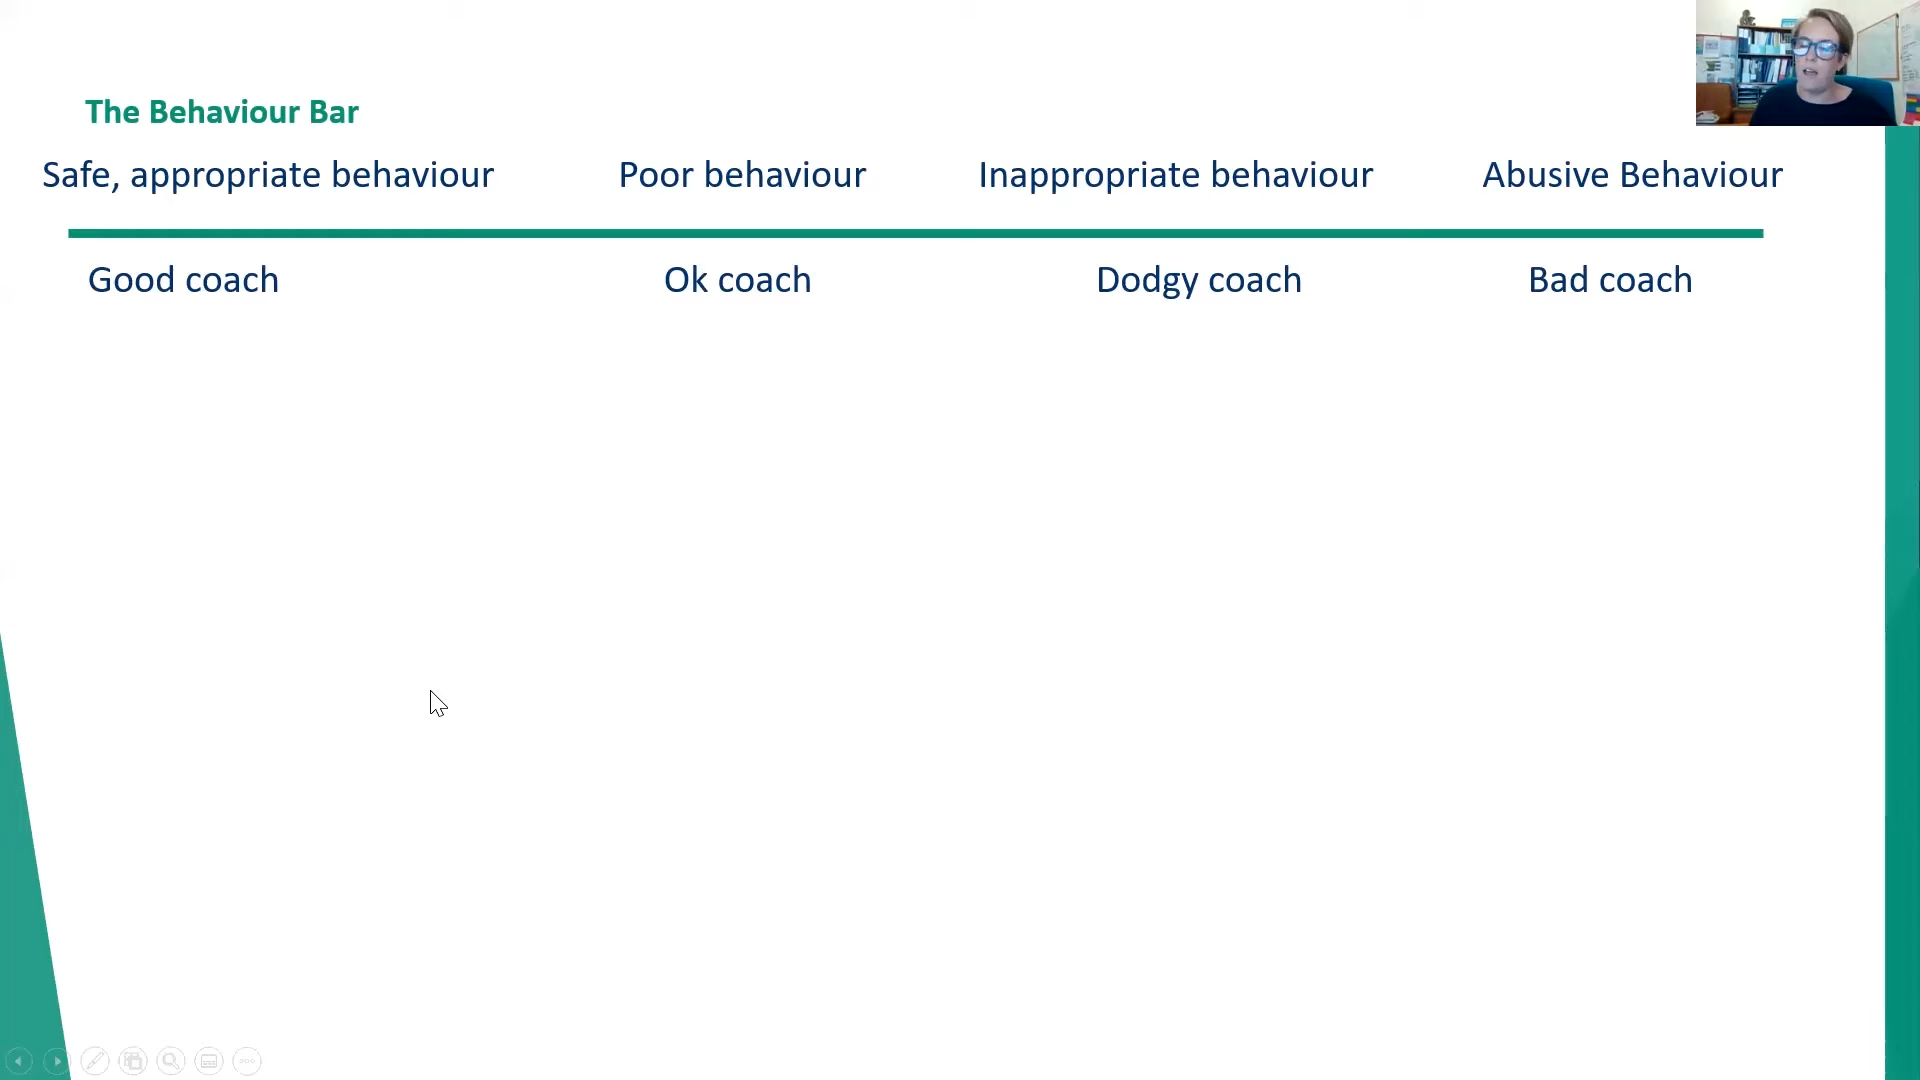 The Behaviour Bar
Safe, appropriate behaviour Poor behaviour Inappropriate behaviour Abusive Behaviour
Good coach Ok coach Dodgy coach Bad coach